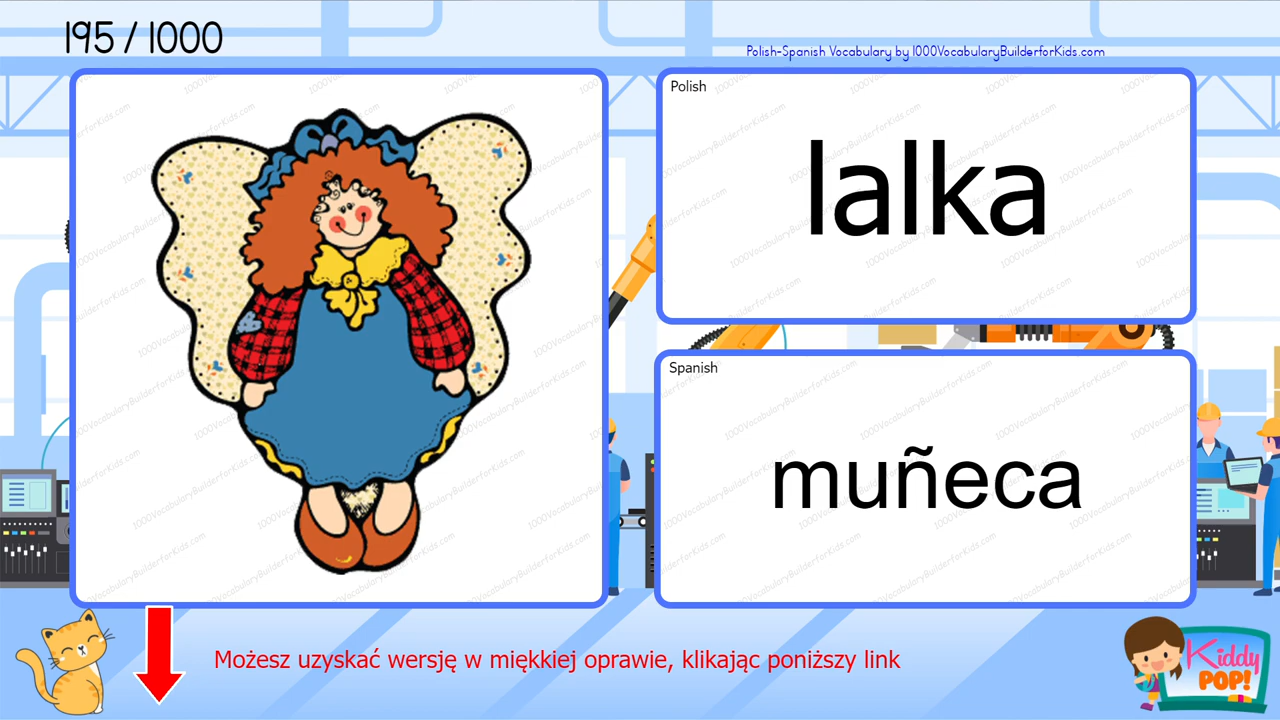 195 / 1000
Polish-Spanish Vocabulary by 1000VocabularyBuilderforKids.com
Polish
lalka
Spanish
muñeca
Możesz uzyskać wersję w miękkiej oprawie, klikając poniższy link
Kiddy
POP!